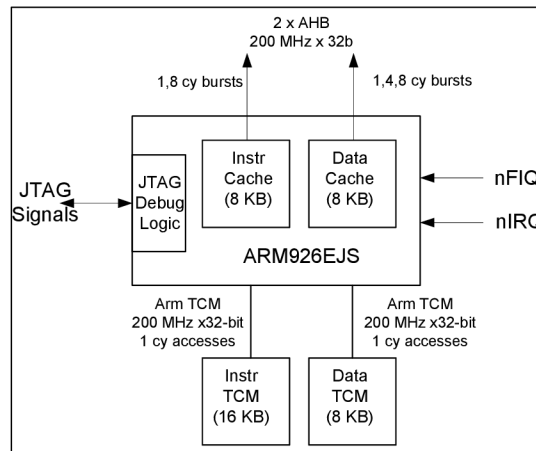 2 x AHB
200 MHz x 32b
1,8 cy bursts
1,4,8 cy bursts
Instr
Cache
(8 KB)
Data
Cache
(8 KB)
JTAG
Debug
Logic
JTAG
Signals
nFIQ
nIRQ
ARM926EJS
Arm TCM
200 MHz x32-bit
1 cy accesses
Arm TCM
200 MHz x32-bit
1 cy accesses
Instr
TCM
(16 KB)
Data
TCM
(8 KB)